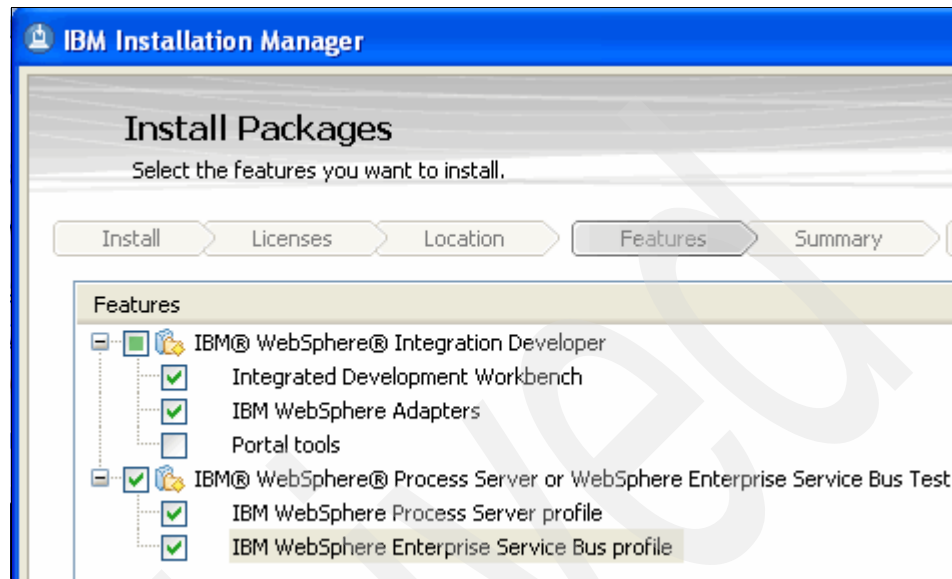 IBM Installation Manager
Install Packages
Select the features you want to install.
Install Licenses Location Features Summary
Features
IBM® WebSphere® Integration Developer
Integrated Development Workbench
IBM WebSphere Adapters
Portal tools
IBM® WebSphere® Process Server or WebSphere Enterprise Service Bus Test
IBM WebSphere Process Server profile
IBM WebSphere Enterprise Service Bus profile